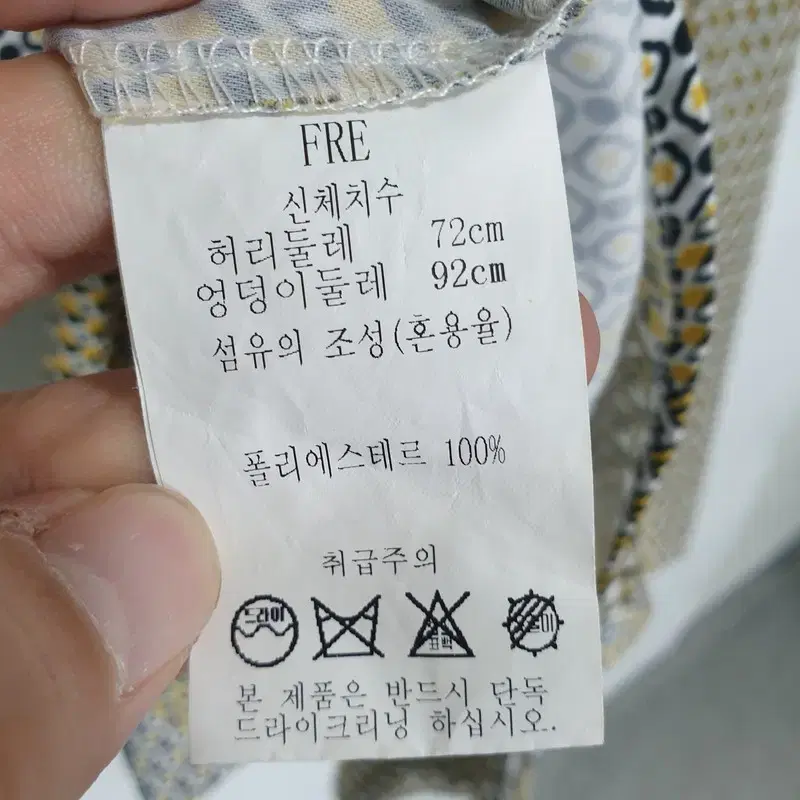 FRE
신체치수
허리둘레 72cm
엉덩이둘레 92cm
섬유의 조성(혼용율)
폴리에스테르 100%
취급주의
드라이
표백
본 제품은 반드시 단독
드라이크리닝 하십시오.